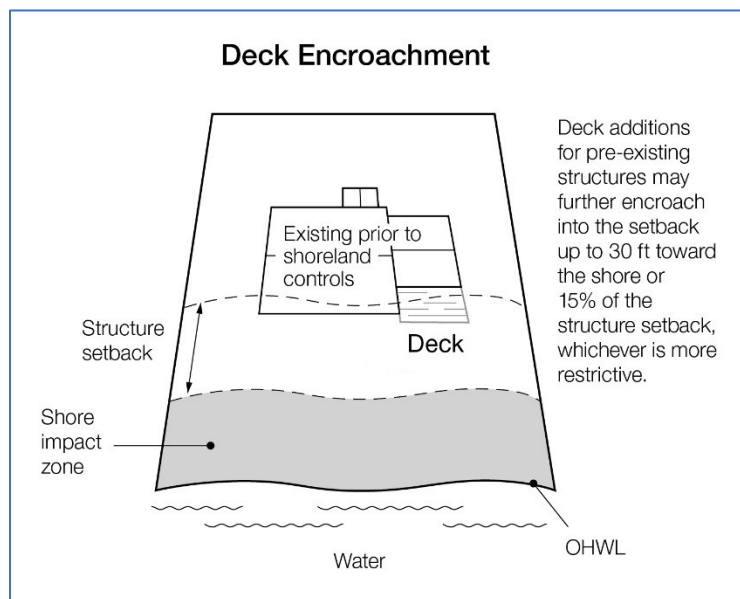 Deck Encroachment
Deck additions
for pre-existing
structures may
further encroach
into the setback
up to 30 ft toward
the shore or
15% of the
structure setback,
whichever is more
restrictive.
Existing prior to
shoreland
controls
Structure
setback
Deck
Shore
impact
zone
OHWL
Water